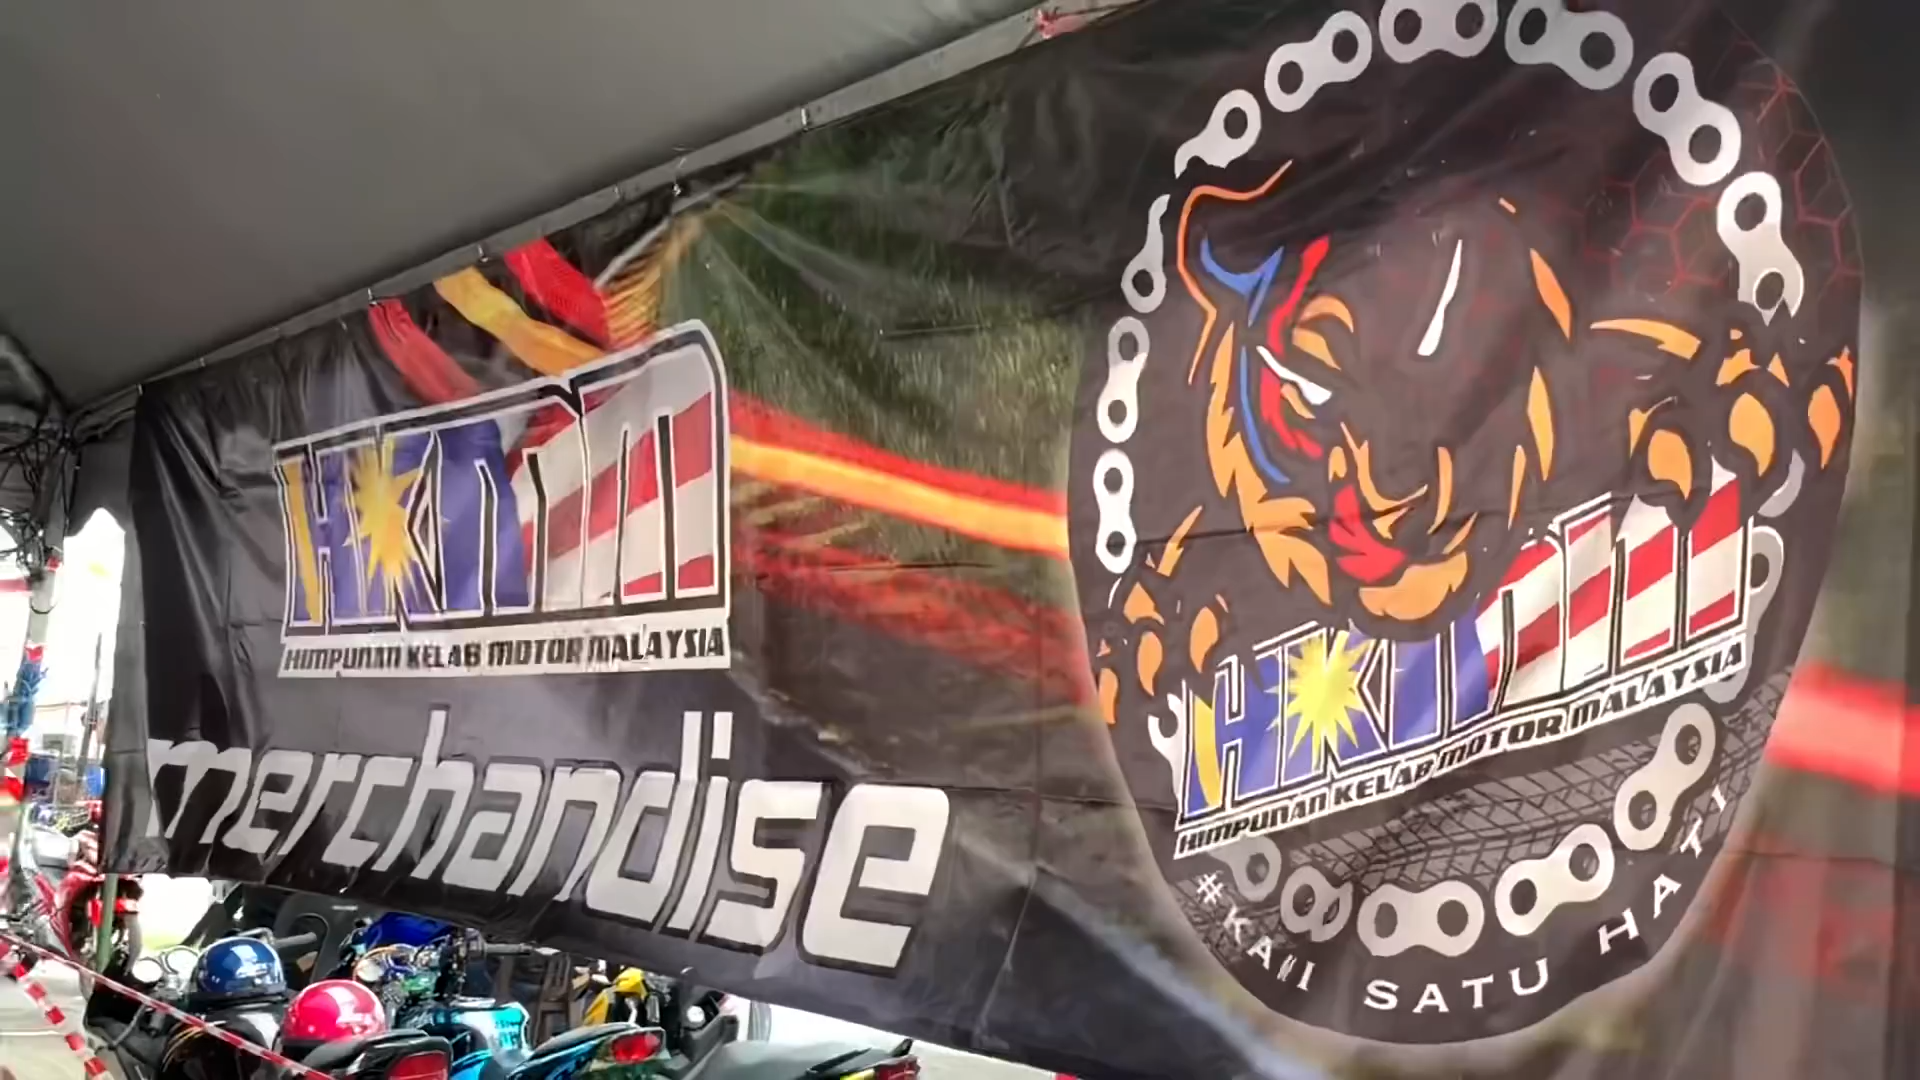 HKMM
HIMPUNAN KELAB MOTOR MALAYSIA
merchandise
HKMM
HIMPUNAN KELAB MOTOR MALAYSIA
#KAMI SATU HATI